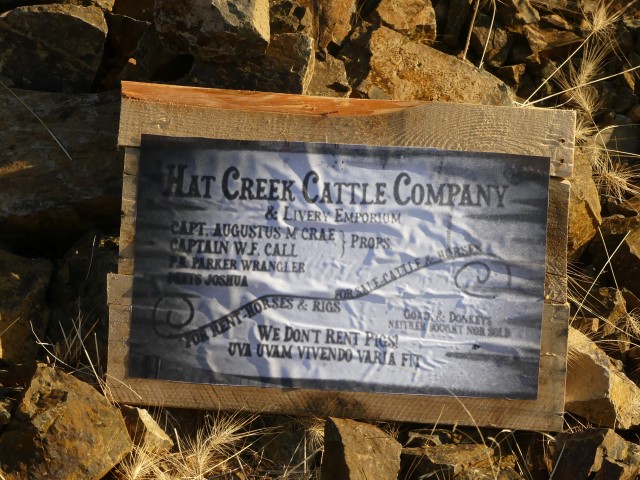 HAT CREEK CATTLE COMPANY
& LIVERY EMPORIUM
CAPT. AUGUSTUS MCCRAE } PROPS.
CAPTAIN W.F. CALL
P.E. PARKER WRANGLER
DEETS JOSHUA
FOR RENT-HORSES & RIGS FOR SALE-CATTLE & HORSES
GOATS & DONKEYS
NEITHER BOUGHT NOR SOLD
WE DON'T RENT PIGS!
UVA UVAM VIVENDO VARIA FIT